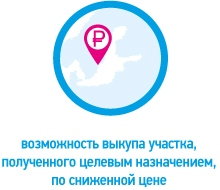 ₽
возможность выкупа участка,
полученного целевым назначением,
по сниженной цене